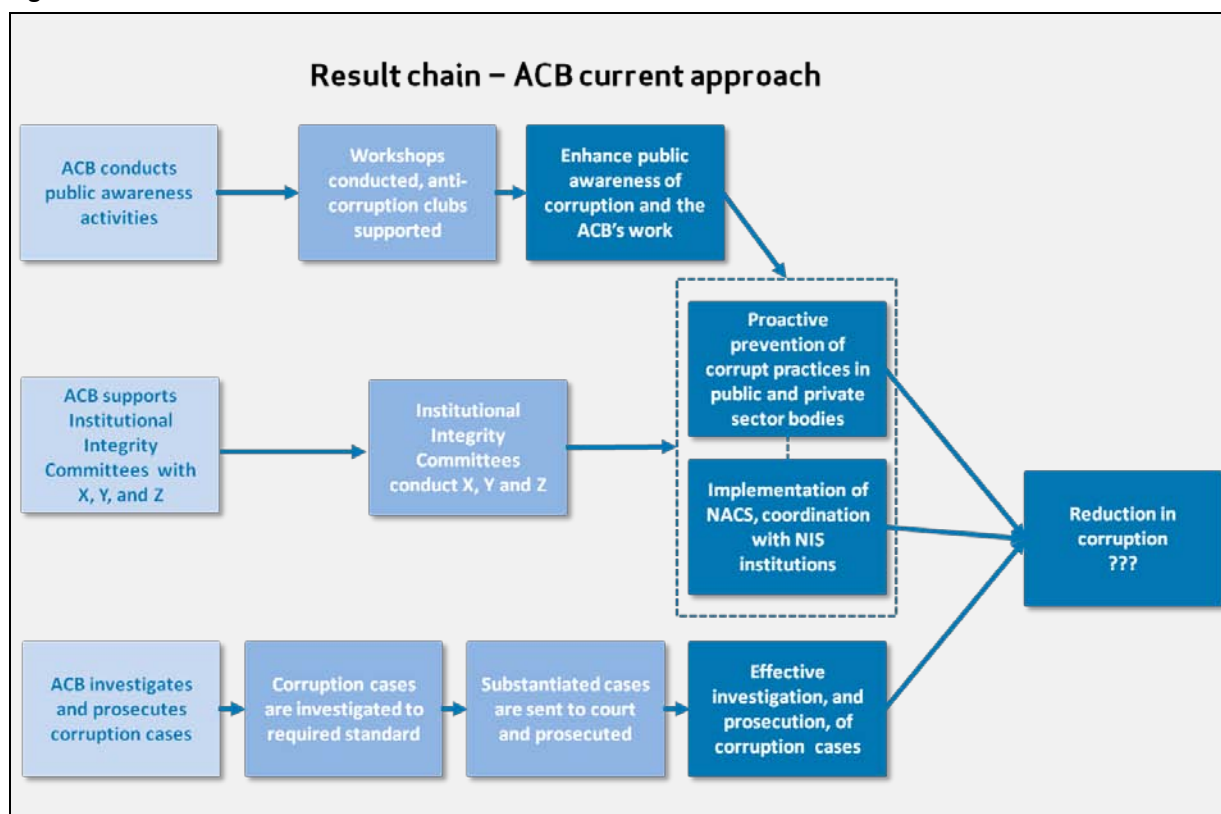 Result chain – ACB current approach
ACB conducts
public awareness
activities
Workshops
conducted, anti-
corruption clubs
supported
Enhance public
awareness of
corruption and the
ACB's work
Proactive
prevention of
corrupt practices in
public and private
sector bodies
ACB supports
Institutional
Integrity
Committees with
X, Y, and Z
Institutional
Integrity
Committees
conduct X, Y and Z
Implementation of
NACS, coordination
with NIS
institutions
Reduction in
corruption
???
ACB investigates
and prosecutes
corruption cases
Corruption cases
are investigated to
required standard
Substantiated cases
are sent to court
and prosecuted
Effective
investigation, and
prosecution, of
corruption cases